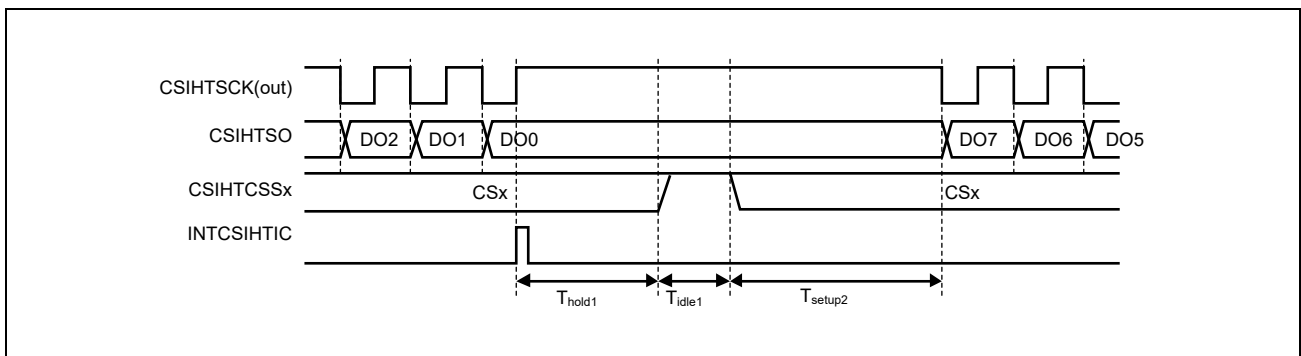 CSIHTSCK(out)
CSIHTSO DO2 DO1 DO0 DO7 DO6 DO5
CSIHTCSSx CSx CSx
INTCSIHTIC
Thold1 Tidle1 Tsetup2